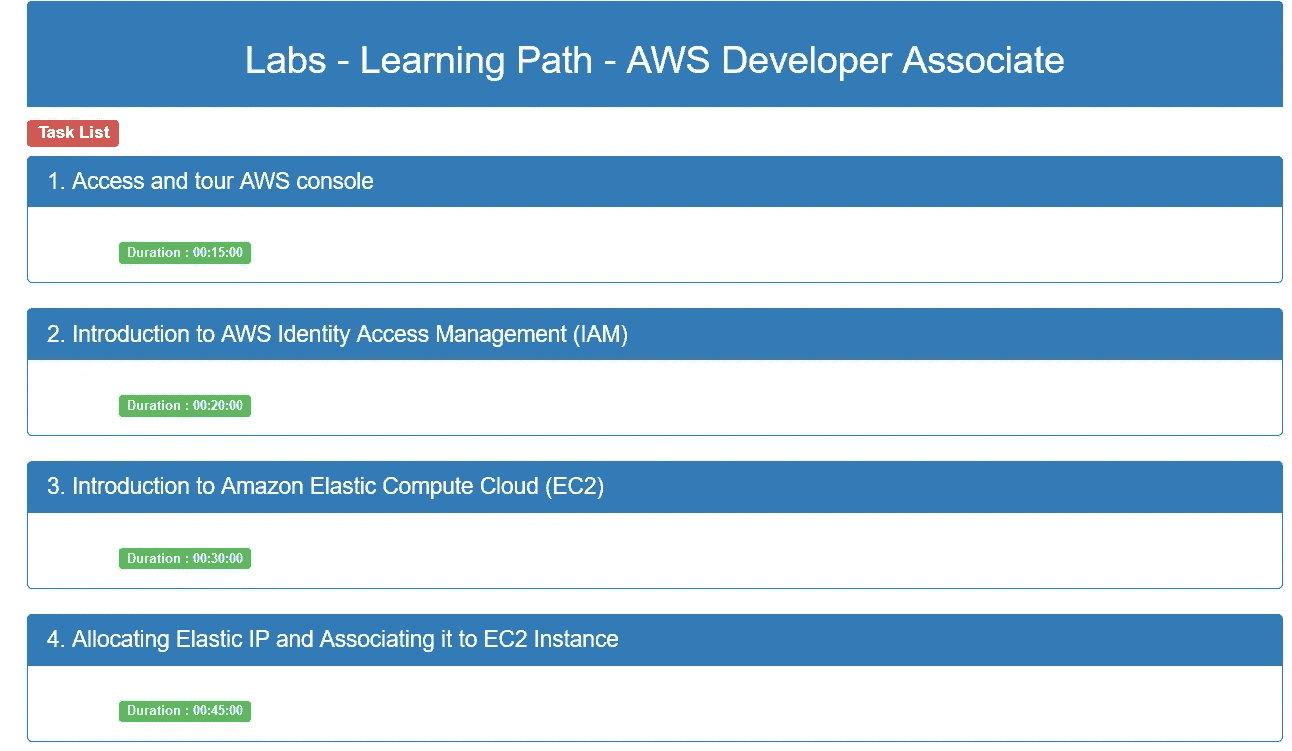 Labs - Learning Path - AWS Developer Associate
Task List
1. Access and tour AWS console
Duration : 00:15:00
2. Introduction to AWS Identity Access Management (IAM)
Duration : 00:20:00
3. Introduction to Amazon Elastic Compute Cloud (EC2)
Duration : 00:30:00
4. Allocating Elastic IP and Associating it to EC2 Instance
Duration : 00:45:00